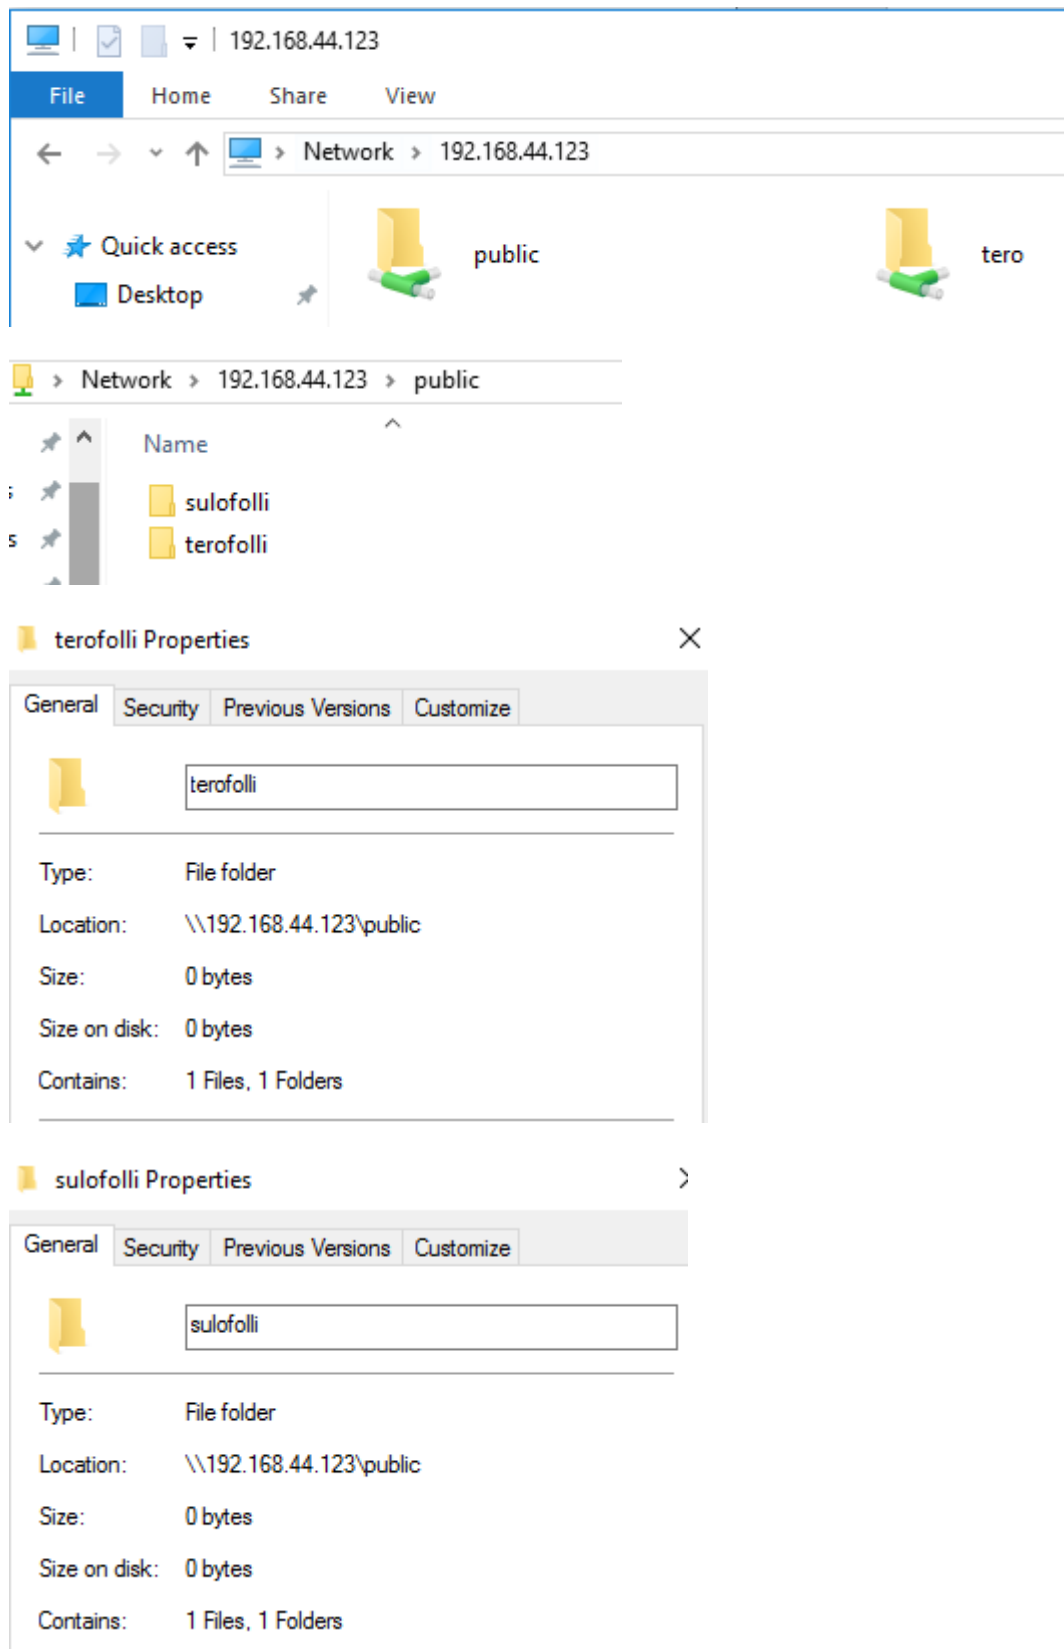 192.168.44.123
File Home Share View
Network > 192.168.44.123
Quick access
public
tero
Desktop
> Network > 192.168.44.123 > public
Name
s
sulofolli
s
terofolli
terofolli Properties
General Security Previous Versions Customize
terofolli
Type: File folder
Location: \\192.168.44.123\public
Size: 0 bytes
Size on disk: 0 bytes
Contains: 1 Files, 1 Folders
sulofolli Properties
General Security Previous Versions Customize
sulofolli
Type: File folder
Location: \\192.168.44.123\public
Size: 0 bytes
Size on disk: 0 bytes
Contains: 1 Files, 1 Folders